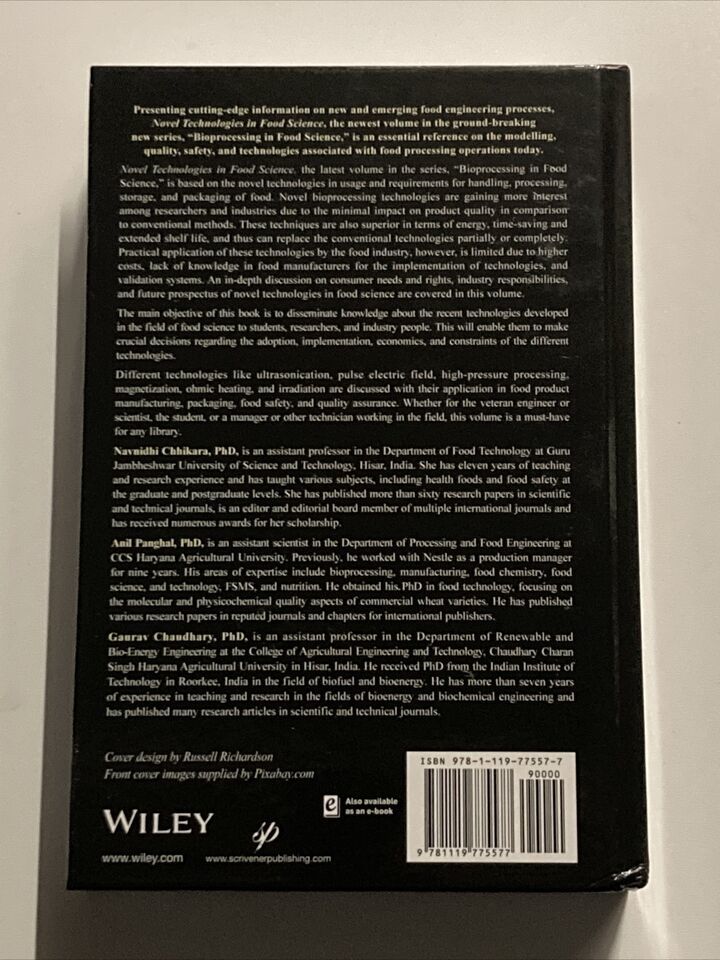 Presenting cutting-edge information on new and emerging food engineering processes,
Novel Technologies in Food Science, the newest volume in the ground-breaking
new series, “Bioprocessing in Food Science,” is an essential reference on the modelling,
quality, safety, and technologies associated with food processing operations today.
Novel Technologies in Food Science, the latest volume in the series, “Bioprocessing in Food
Science,” is based on the novel technologies in usage and requirements for handling, processing,
storage, and packaging of food. Novel bioprocessing technologies are gaining more interest
among researchers and industries due to the minimal impact on product quality in comparison
to conventional methods. These techniques are also superior in terms of energy, time-saving and
extended shelf life, and thus can replace the conventional technologies partially or completely.
Practical application of these technologies by the food industry, however, is limited due to higher
costs, lack of knowledge in food manufacturers for the implementation of technologies, and
validation systems. An in-depth discussion on consumer needs and rights, industry responsibilities,
and future prospectus of novel technologies in food science are covered in this volume.
The main objective of this book is to disseminate knowledge about the recent technologies developed
in the field of food science to students, researchers, and industry people. This will enable them to make
crucial decisions regarding the adoption, implementation, economics, and constraints of the different
technologies.
Different technologies like ultrasonication, pulse electric field, high-pressure processing,
magnetization, ohmic heating, and irradiation are discussed with their application in food product
manufacturing, packaging, food safety, and quality assurance. Whether for the veteran engineer or
scientist, the student, or a manager or other technician working in the field, this volume is a must-have
for any library.
Navnidhi Chhikara, PhD, is an assistant professor in the Department of Food Technology at Guru
Jambheshwar University of Science and Technology, Hisar, India. She has eleven years of teaching
and research experience and has taught various subjects, including health foods and food safety at
the graduate and postgraduate levels. She has published more than sixty research papers in scientific
and technical journals, is an editor and editorial board member of multiple international journals and
has received numerous awards for her scholarship.
Anil Panghal, PhD, is an assistant scientist in the Department of Processing and Food Engineering at
CCS Haryana Agricultural University. Previously, he worked with Nestle as a production manager
for nine years. His areas of expertise include bioprocessing, manufacturing, food chemistry, food
science, and technology, FSMS, and nutrition. He obtained his PhD in food technology, focusing on
the molecular and physicochemical quality aspects of commercial wheat varieties. He has published
various research papers in reputed journals and chapters for international publishers.
Gaurav Chaudhary, PhD, is an assistant professor in the Department of Renewable and
Bio-Energy Engineering at the College of Agricultural Engineering and Technology, Chaudhary Charan
Singh Haryana Agricultural University in Hisar, India. He received PhD from the Indian Institute of
Technology in Roorkee, India in the field of biofuel and bioenergy. He has more than seven years
of experience in teaching and research in the fields of bioenergy and biochemical engineering and
has published many research articles in scientific and technical journals.
Cover design by Russell Richardson
Front cover images supplied by Pixabay.com
ISBN 978-1-119-77557-7
90000
9 781119 775577
e Also available
as an e-book
WILEY
sp
www.wiley.com
www.scrivenerpublishing.com